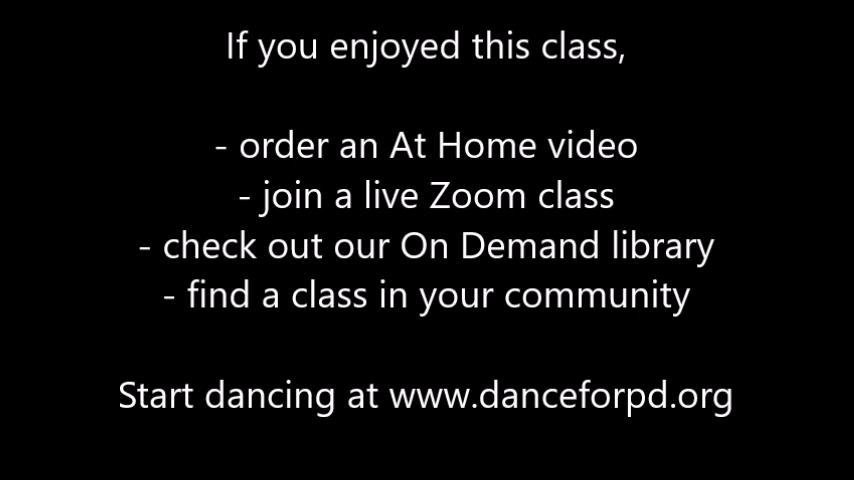 If you enjoyed this class,
- order an At Home video
- join a live Zoom class
- check out our On Demand library
- find a class in your community
Start dancing at www.danceforpd.org